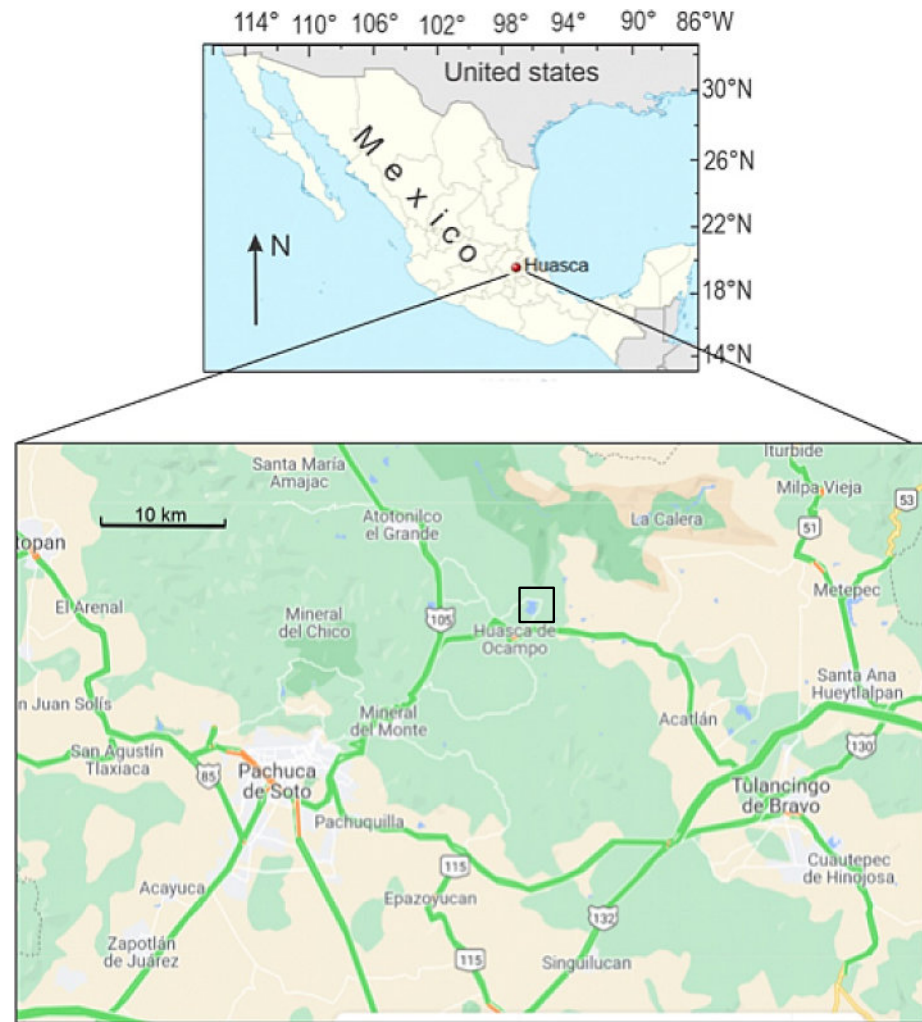 114° 110° 106° 102° 98° 94° 90° 86°W
United states
30°N
Mexico
26°N
22°N
N
Huasca
18°N
14°N
Iturbide
Santa María
Amajac
Milpa Vieja
53
10 km
Atotonilco
el Grande
La Calera
51
topan
Metepec
El Arenal
Mineral
del Chico
105
Huasca de
Ocampo
Santa Ana
Hueytlalpan
n Juan Solís
Mineral
del Monte
Acatlán
San Agustín
Tlaxiaca
130
85
Pachuca
de Soto
Tulancingo
de Bravo
Pachuquilla
115
Cuautepec
de Hinojosa
Acayuca
Epazoyucan
132
Zapotlán
de Juárez
115
Singuilucan